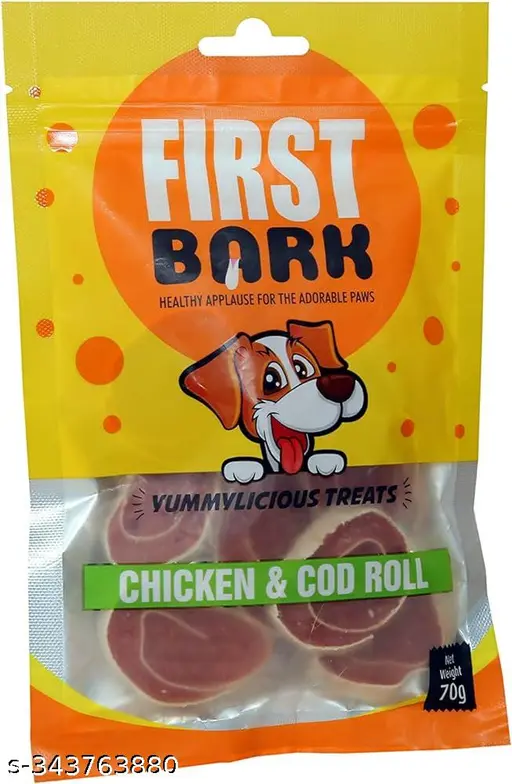 FIRST
BARK
HEALTHY APPLAUSE FOR THE ADORABLE PAWS
YUMMYLICIOUS TREATS
CHICKEN & COD ROLL
Net
Weight
70g
s-343763880